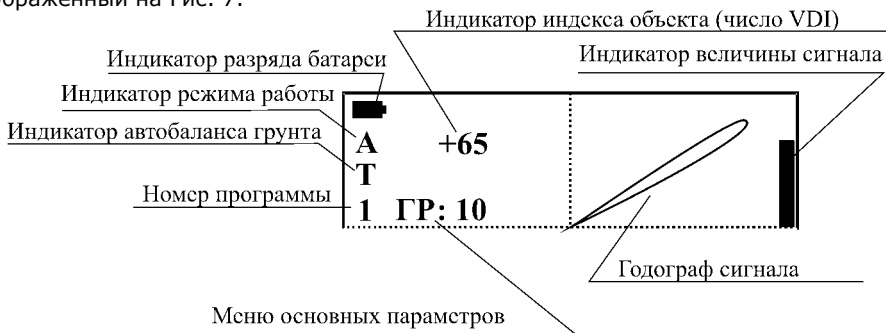 ображенный на Рис. 7.
Индикатор индекса объекта (число VDI)
Индикатор величины сигнала
Индикатор разряда батареи
Индикатор режима работы
Индикатор автобаланса грунта
Номер программы
A +65
T
1 ГР: 10
Годограф сигнала
Меню основных параметров